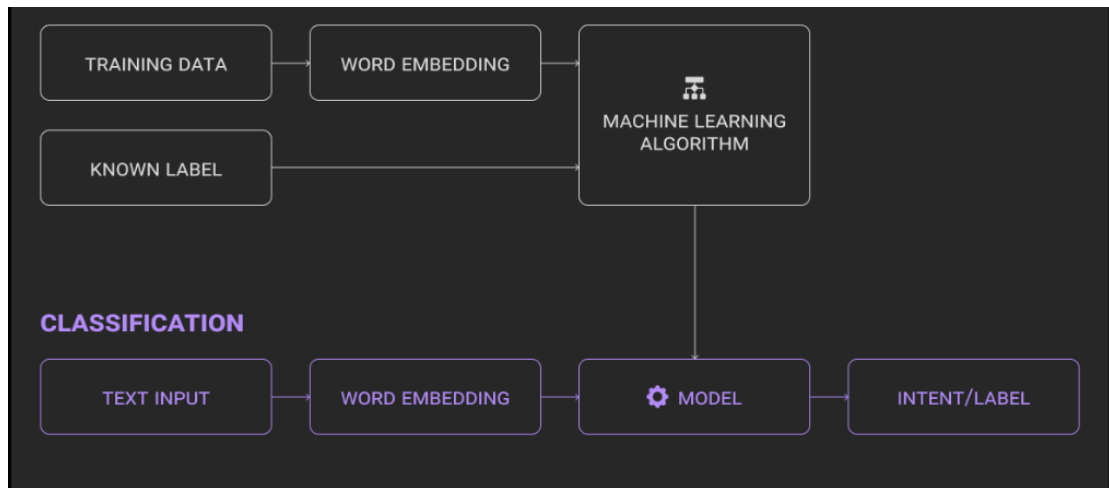 TRAINING DATA
WORD EMBEDDING
MACHINE LEARNING
ALGORITHM
KNOWN LABEL
CLASSIFICATION
TEXT INPUT
WORD EMBEDDING
MODEL
INTENT/LABEL